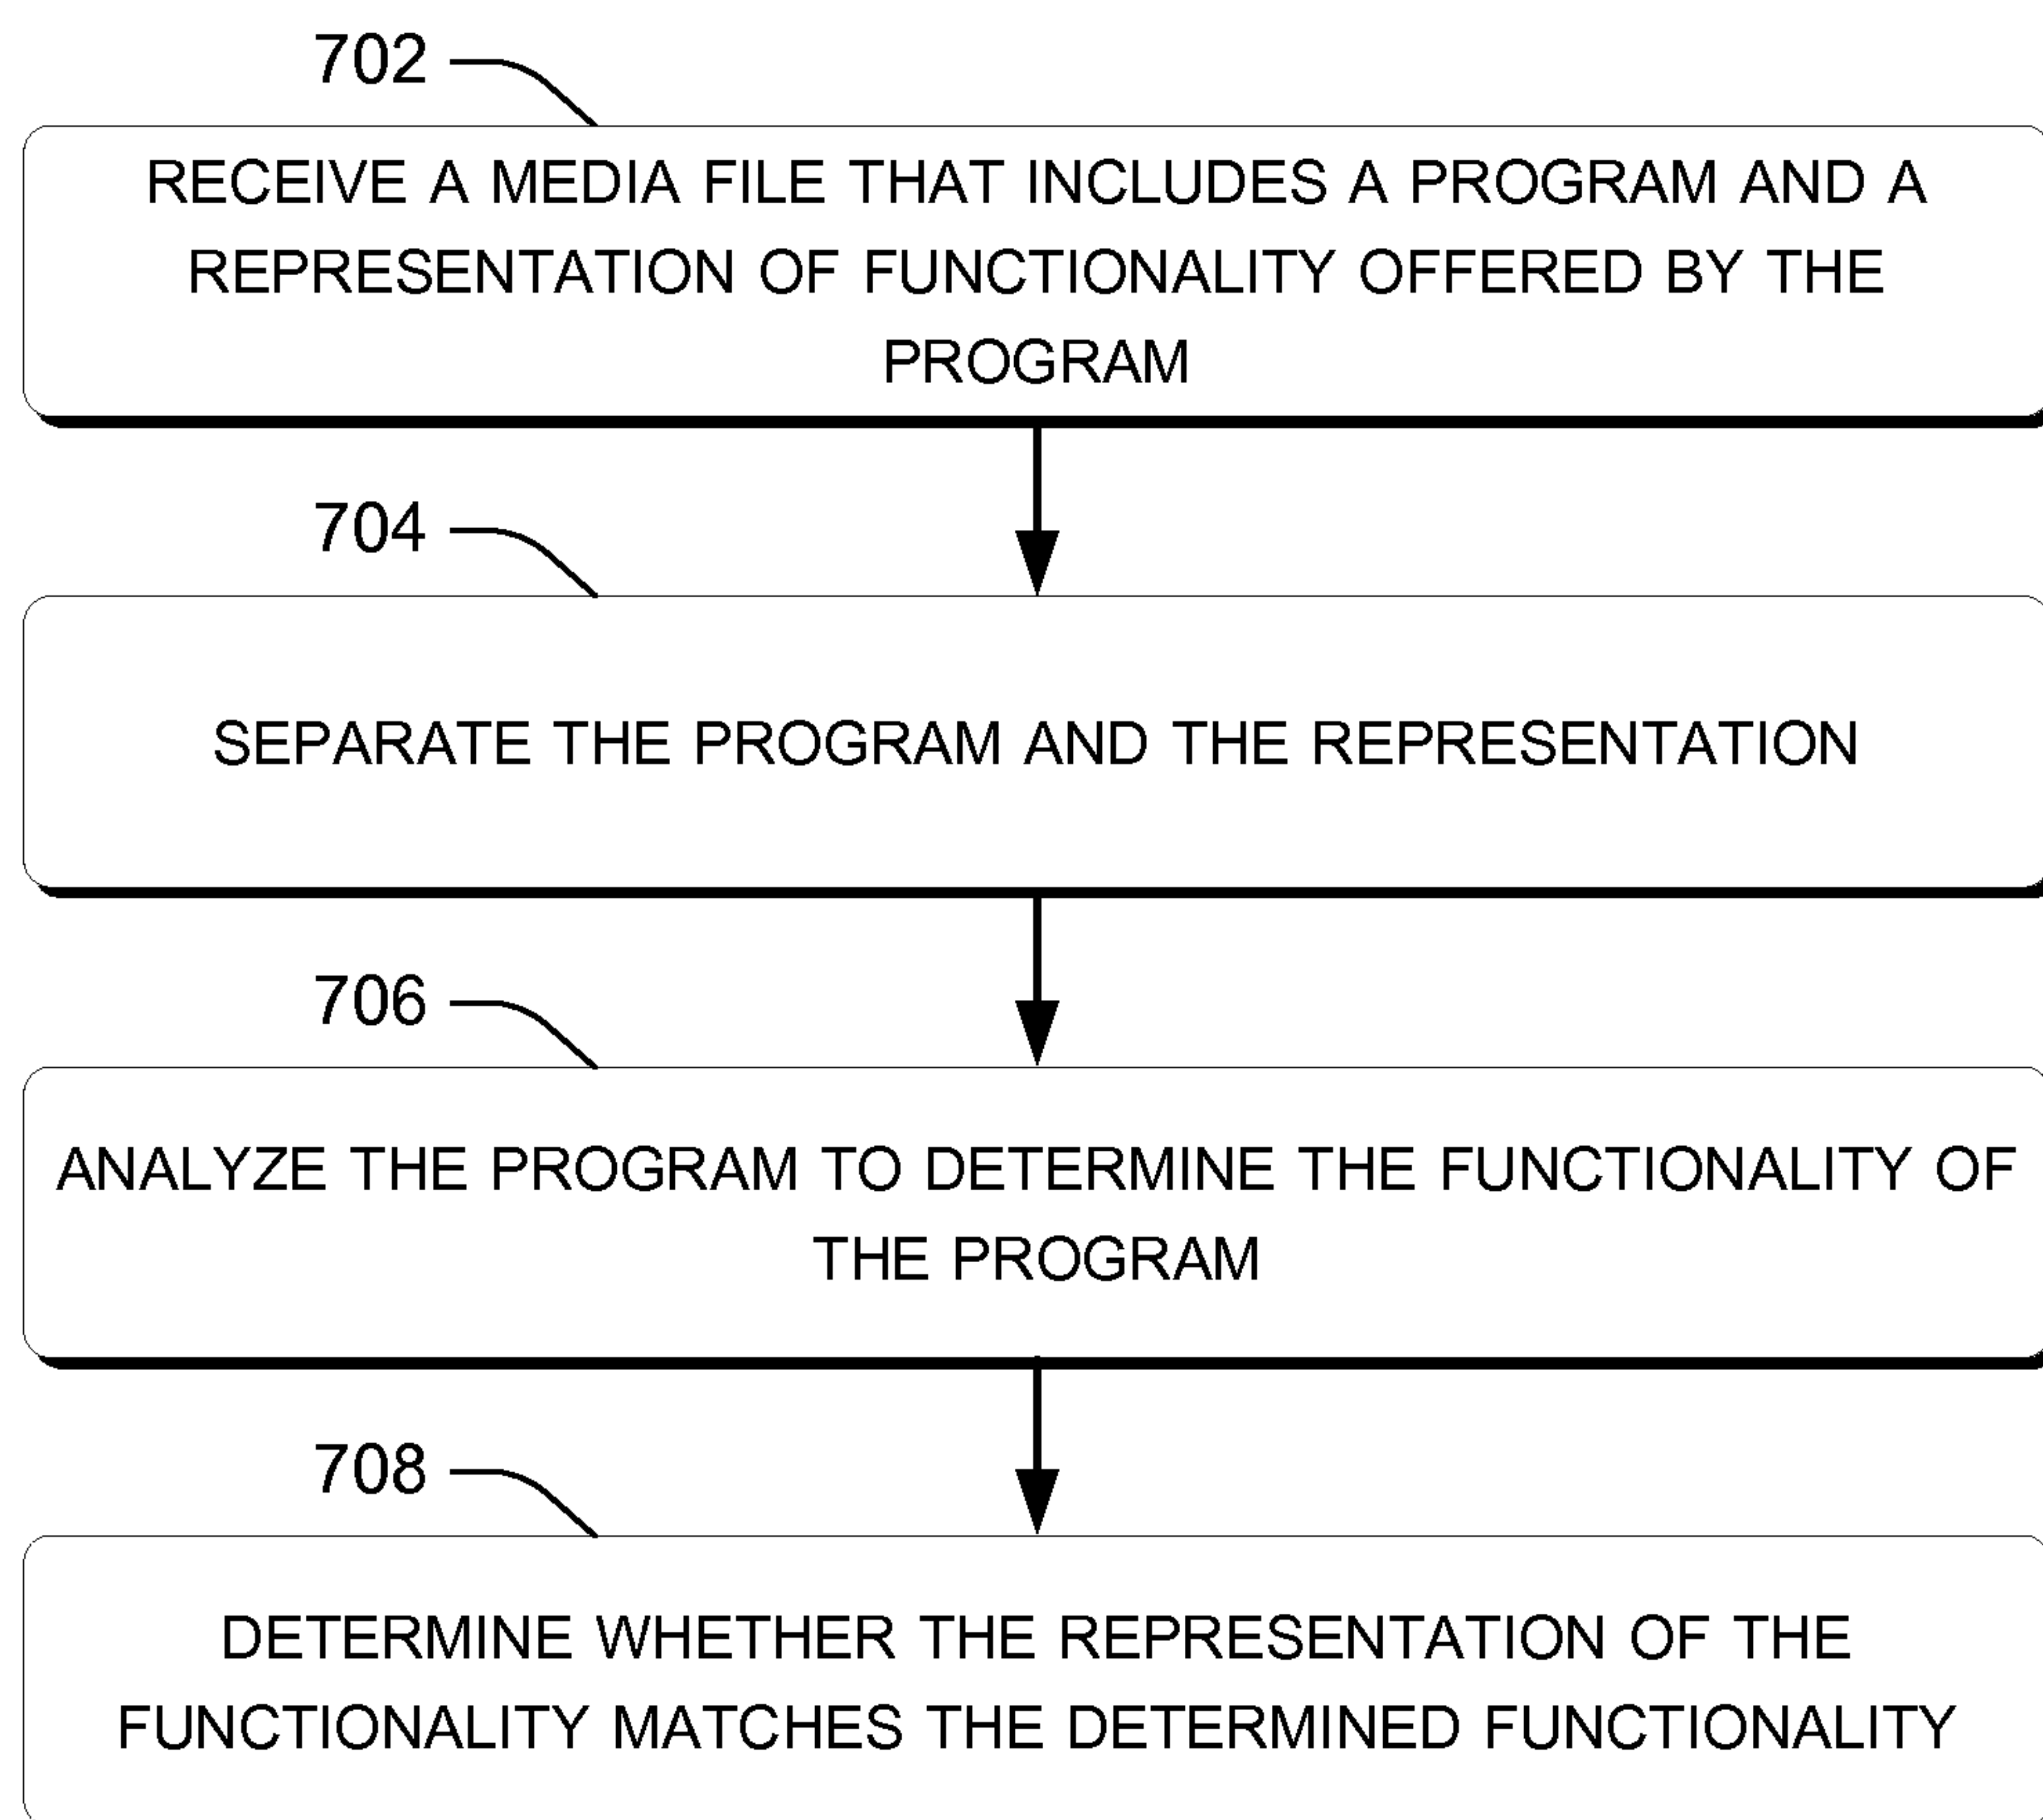 702
RECEIVE A MEDIA FILE THAT INCLUDES A PROGRAM AND A
REPRESENTATION OF FUNCTIONALITY OFFERED BY THE
PROGRAM
704
SEPARATE THE PROGRAM AND THE REPRESENTATION
706
ANALYZE THE PROGRAM TO DETERMINE THE FUNCTIONALITY OF
THE PROGRAM
708
DETERMINE WHETHER THE REPRESENTATION OF THE
FUNCTIONALITY MATCHES THE DETERMINED FUNCTIONALITY